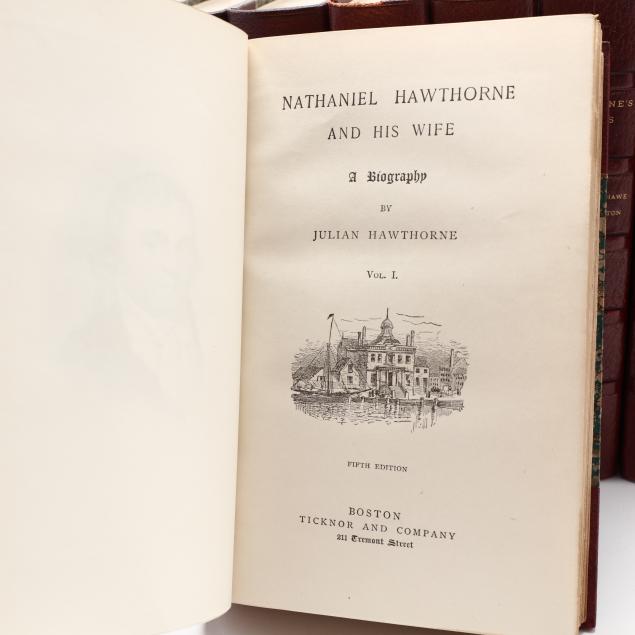 NATHANIEL HAWTHORNE
AND HIS WIFE
A Biography
BY
JULIAN HAWTHORNE
VOL. I.
FIFTH EDITION
BOSTON
TICKNOR AND COMPANY
211 Tremont Street